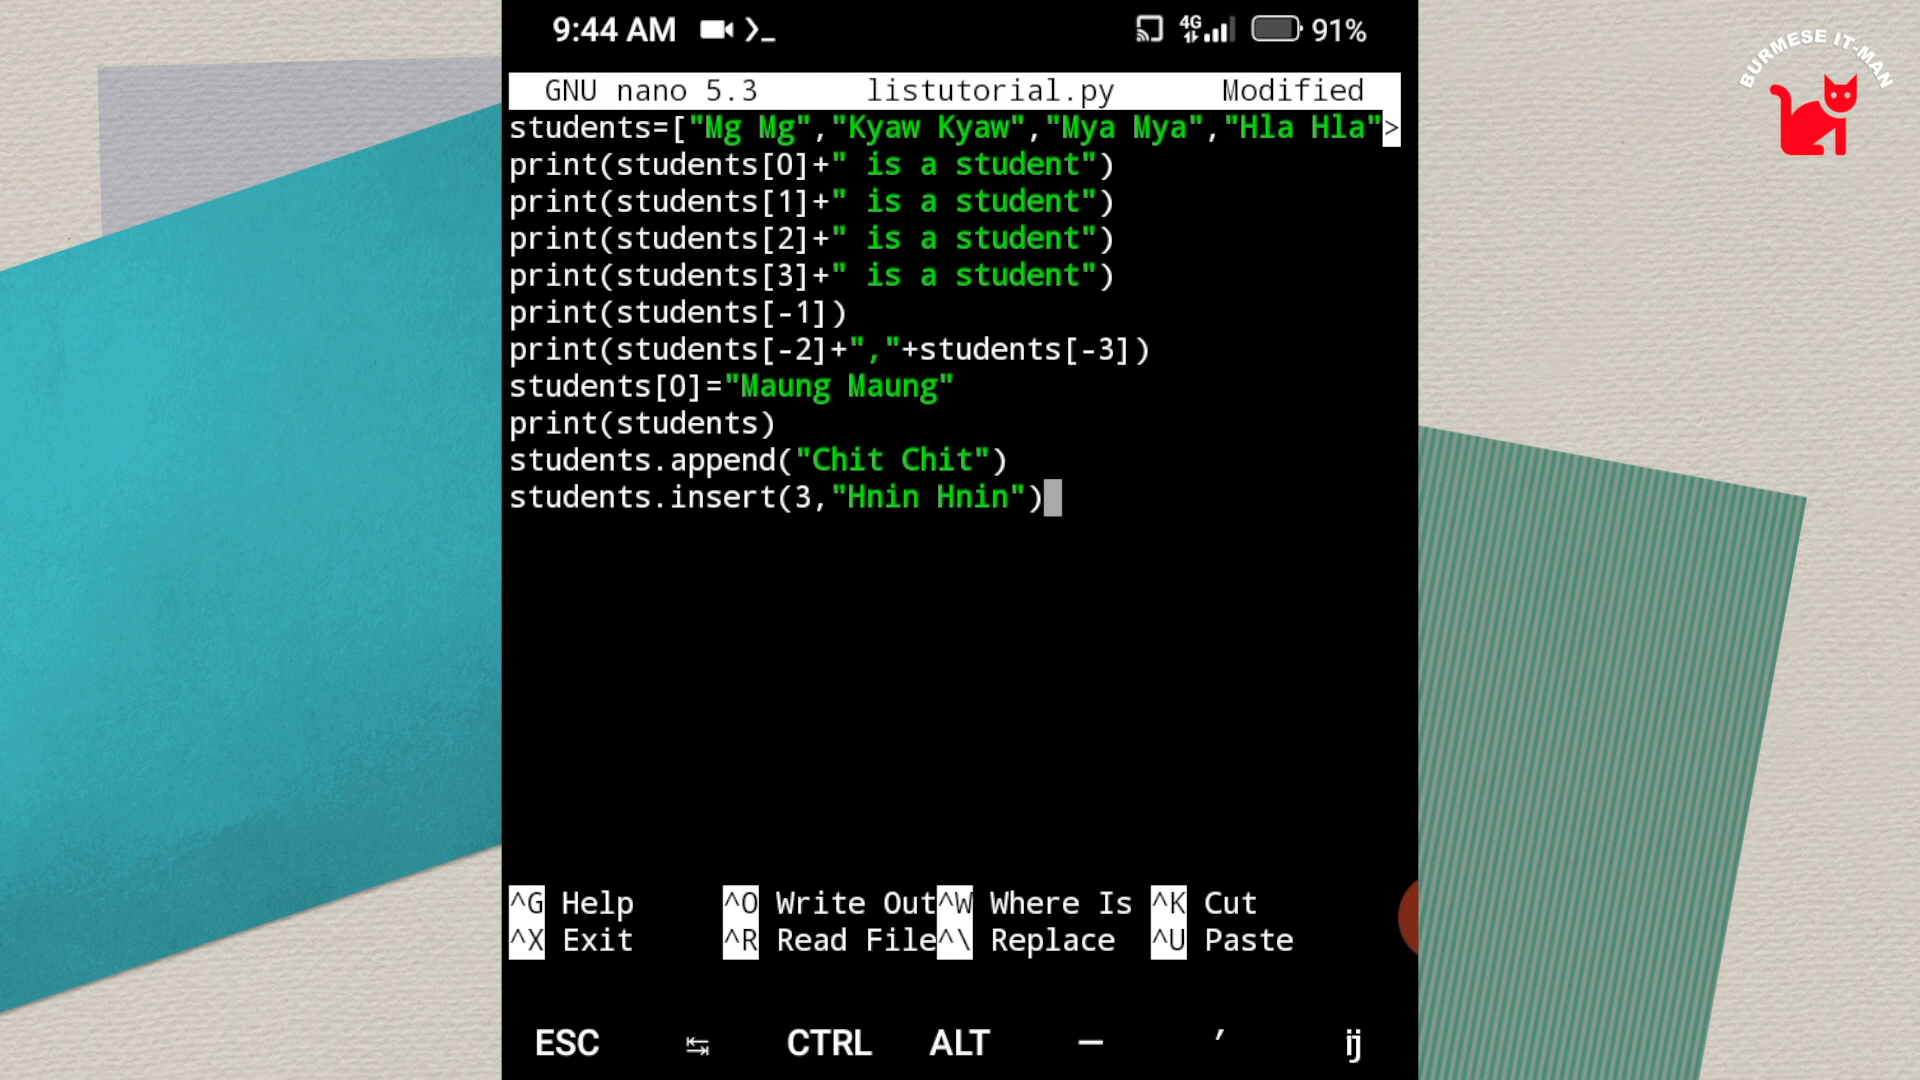 9:44 AM 4G 91%
BURMESE IT-MAN
GNU nano 5.3 listutorial.py Modified
students=["Mg Mg","Kyaw Kyaw","Mya Mya","Hla Hla">
print(students[0]+" is a student")
print(students[1]+" is a student")
print(students[2]+" is a student")
print(students[3]+" is a student")
print(students[-1])
print(students[-2]+","+students[-3])
students[0]="Maung Maung"
print(students)
students.append("Chit Chit")
students.insert(3,"Hnin Hnin")
^G Help ^O Write Out ^W Where Is ^K Cut
^X Exit ^R Read File ^\ Replace ^U Paste
ESC ↹ CTRL ALT — ′ ij